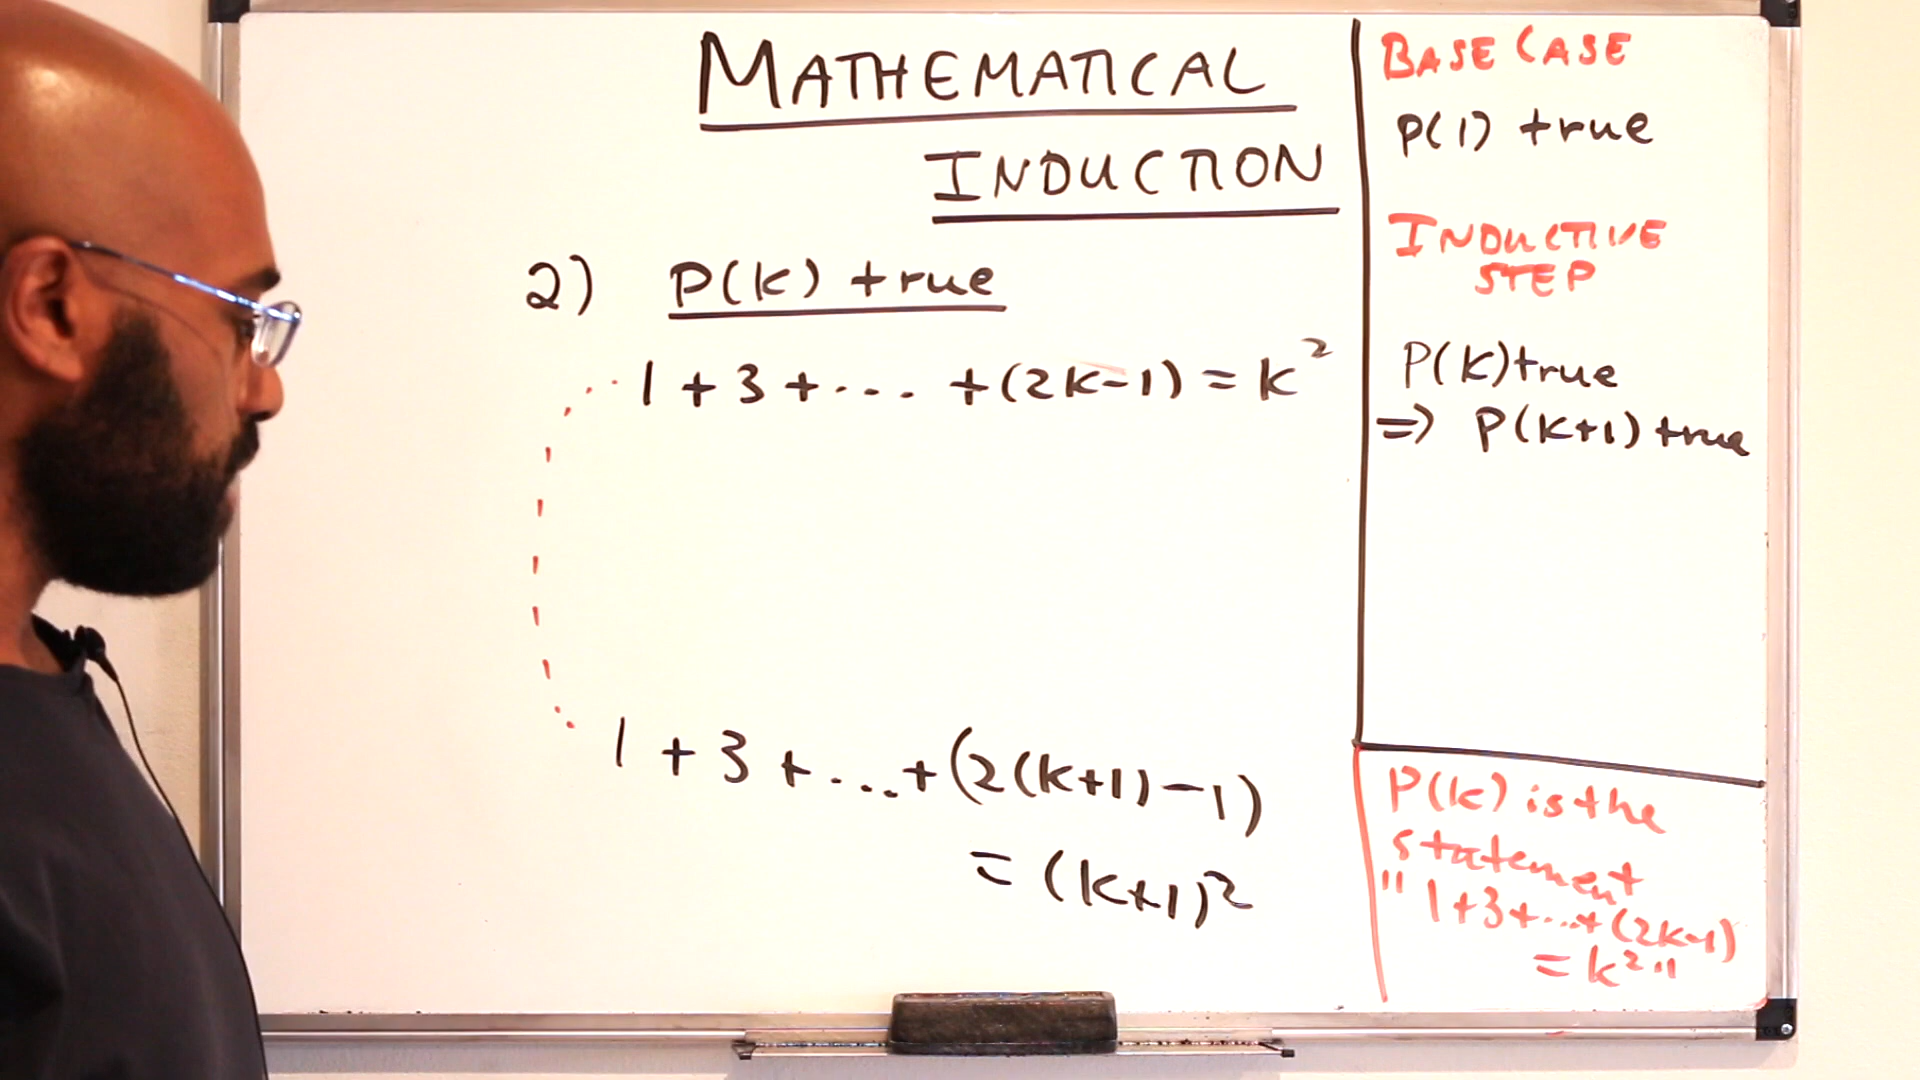 MATHEMATICAL
INDUCTION
2) P(k) true
1 + 3 + .... + (2k-1) = k²
1 + 3 + ... + (2(k+1)-1)
= (k+1)²
BASE CASE
P(1) true
INDUCTIVE
STEP
P(k) true
=> P(k+1) true
P(k) is the
statement
"1+3+...+(2k-1)
= k²"